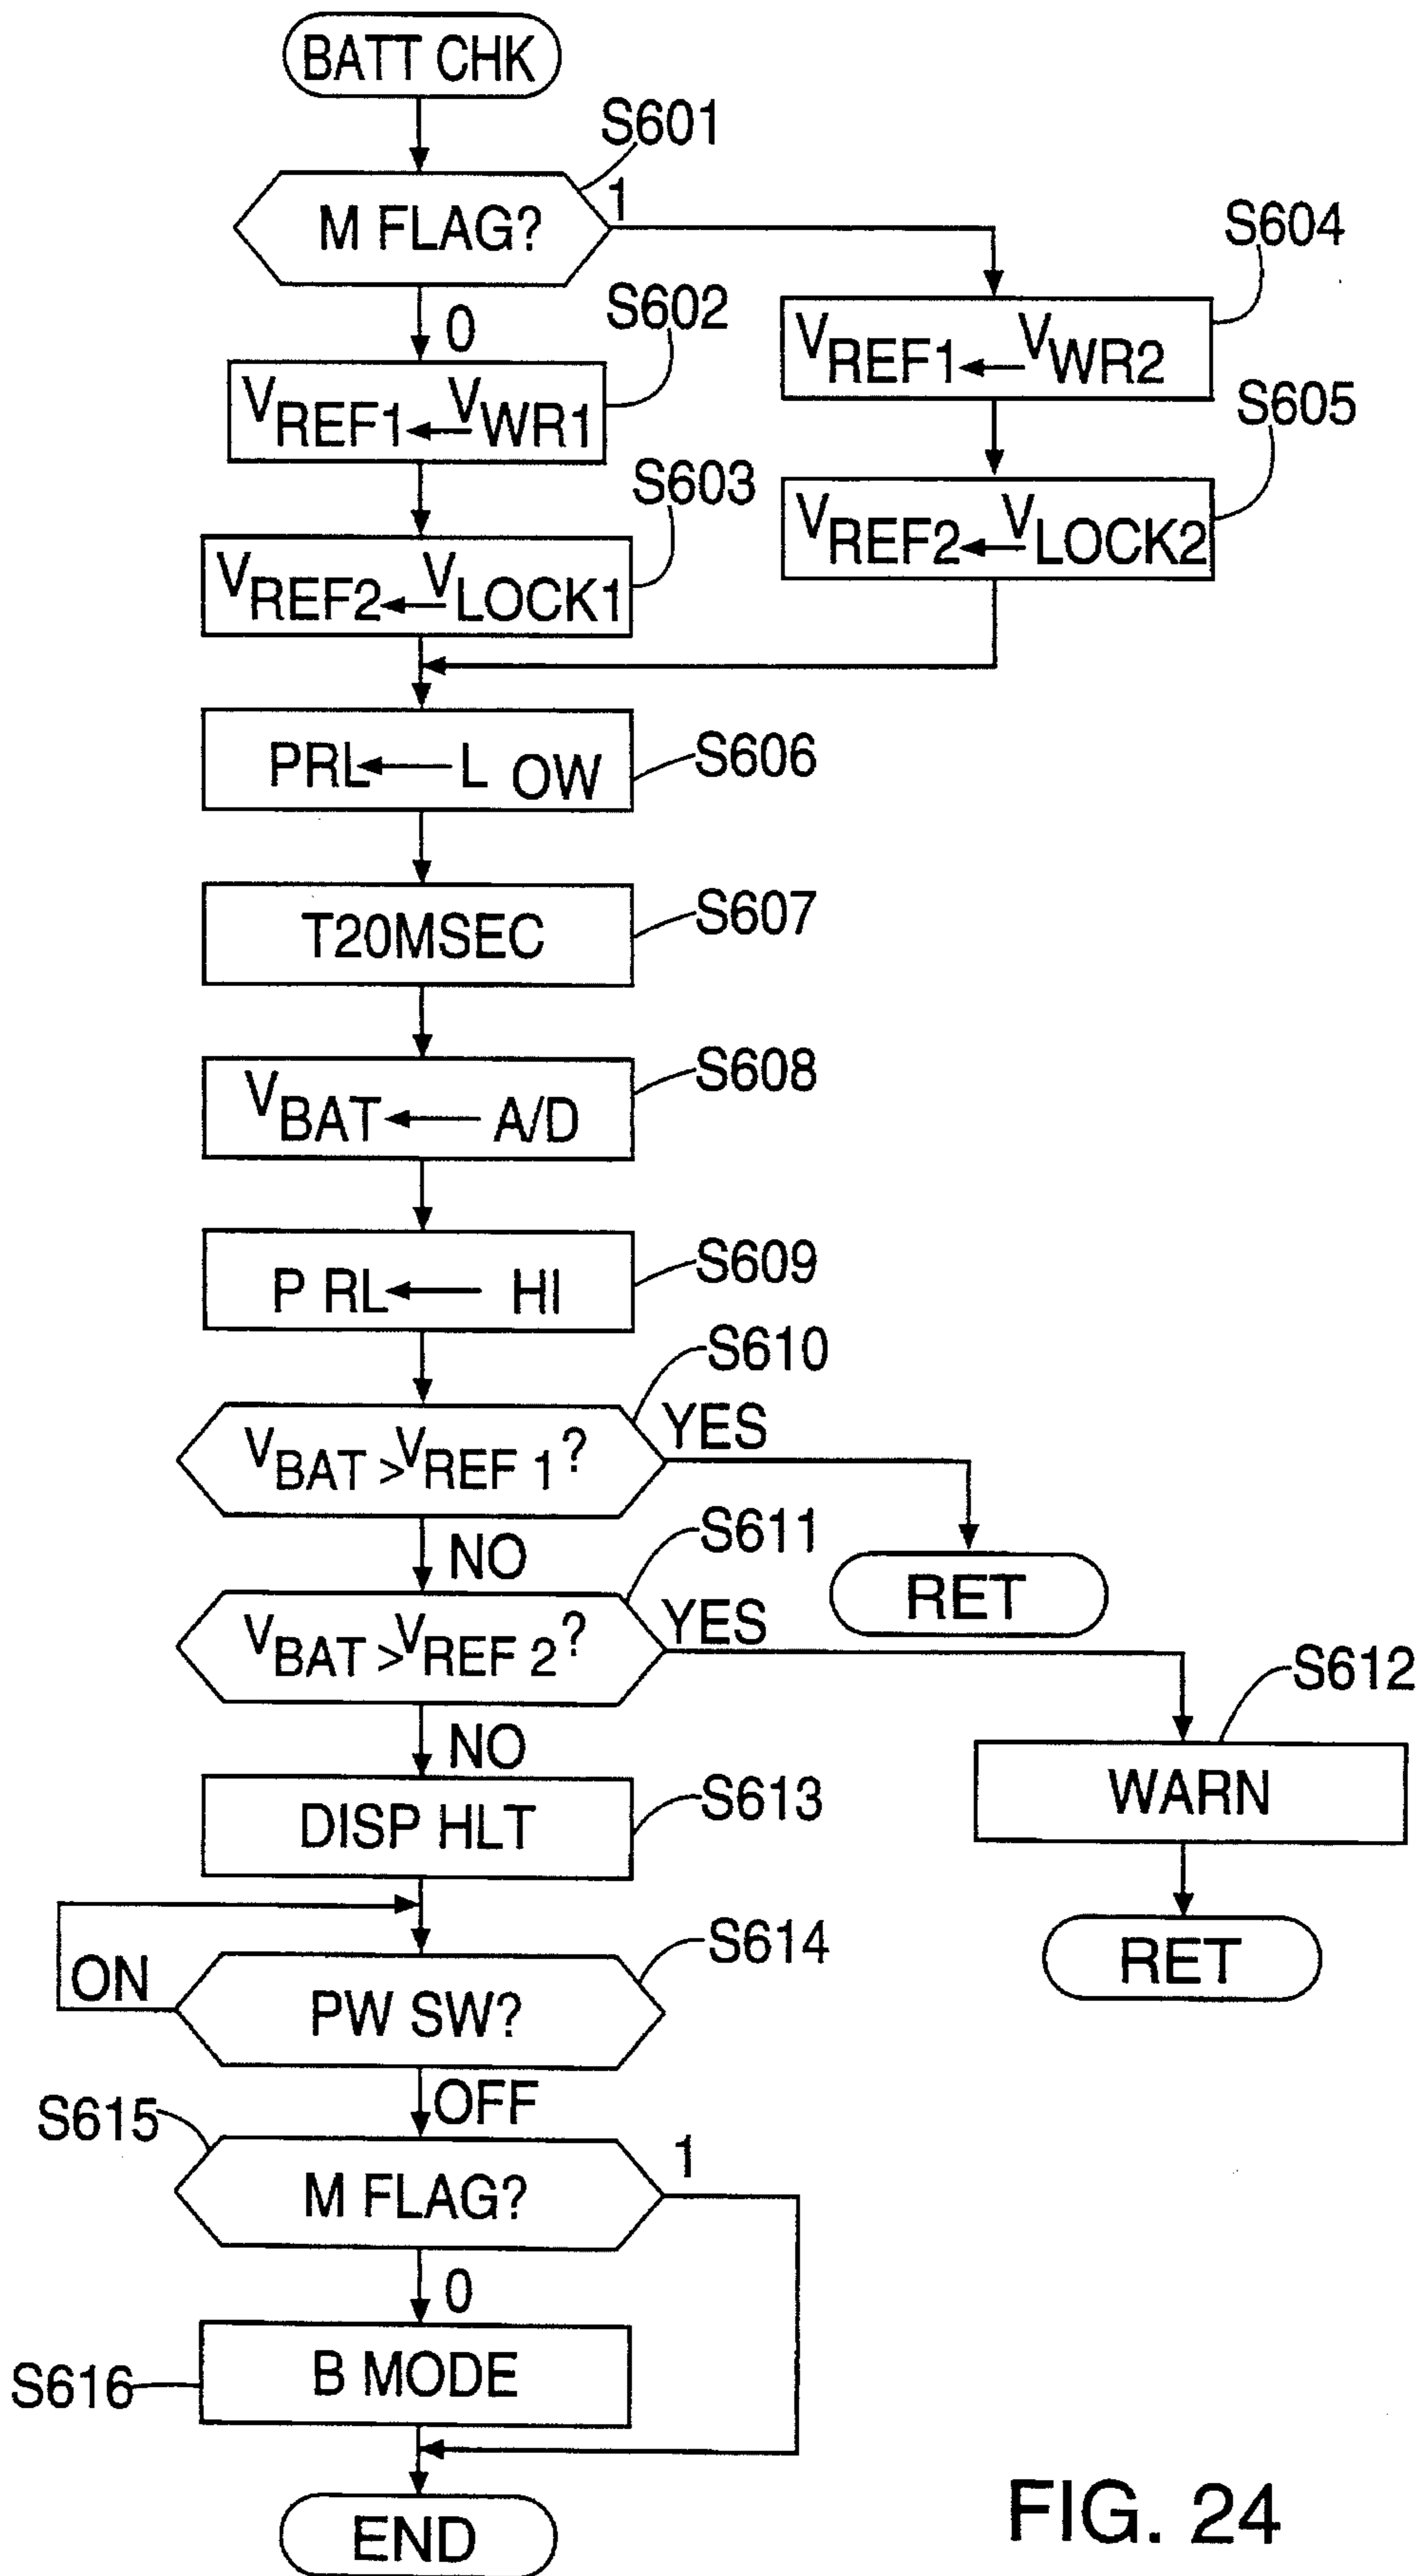 BATT CHK
S601
M FLAG?
1
S604
0
S602
VREF1←VWR2
VREF1←VWR1
S605
S603
VREF2←VLOCK2
VREF2←VLOCK1
PRL←L OW
S606
T20MSEC
S607
VBAT←A/D
S608
P RL← HI
S609
S610
VBAT>VREF 1?
YES
NO
RET
S611
VBAT>VREF 2?
YES
NO
S612
WARN
DISP HLT
S613
RET
ON
PW SW?
S614
OFF
S615
M FLAG?
1
0
S616
B MODE
END
FIG. 24